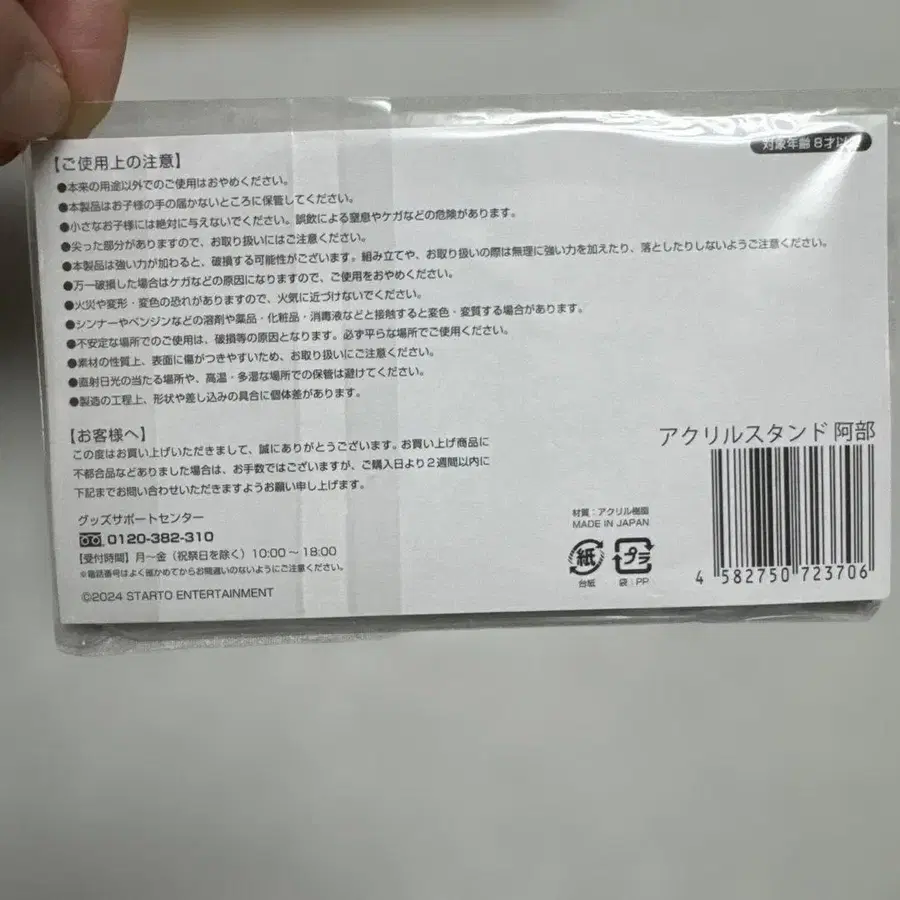 対象年齢 8才以
【ご使用上の注意】
●本来の用途以外でのご使用はおやめください。
●本製品はお子様の手の届かないところに保管してください。
●小さなお子様には絶対に与えないでください。誤飲による窒息やケガなどの危険があります。
●尖った部分がありますので、お取り扱いにはご注意ください。
●本製品は強い力が加わると、破損する可能性がございます。組み立てや、お取り扱いの際は無理に強い力を加えたり、落としたりしないようご注意ください。
●万一破損した場合はケガなどの原因になりますので、ご使用をおやめください。
●火災や変形・変色の恐れがありますので、火気に近づけないでください。
●シンナーやベンジンなどの溶剤や薬品・化粧品・消毒液などと接触すると変色・変質する場合があります。
●不安定な場所でのご使用は、破損等の原因となります。必ず平らな場所でご使用ください。
●素材の性質上、表面に傷がつきやすいため、お取り扱いにご注意ください。
●直射日光の当たる場所や、高温・多湿な場所での保管は避けてください。
●製造の工程上、形状や差し込みの具合に個体差があります。
【お客様へ】
この度はお買い上げいただきまして、誠にありがとうございます。お買い上げ商品に
不都合品などありました場合は、お手数ではございますが、ご購入日より2週間以内に
下記までお問い合わせいただきますようお願い申し上げます。
グッズサポートセンター
0120-382-310
【受付時間】月〜金（祝祭日を除く）10:00〜18:00
※電話番号はよく確かめてからお間違いのないようにご注意ください。
©2024 STARTO ENTERTAINMENT
材質：アクリル樹脂
MADE IN JAPAN
紙
台紙
プラ
袋：PP
アクリルスタンド 阿部
4 582750 723706